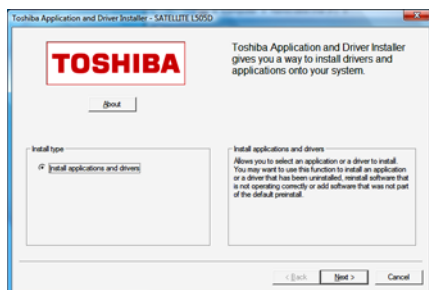 Toshiba Application and Driver Installer - SATELLITE L505D
TOSHIBA
Toshiba Application and Driver Installer
gives you a way to install drivers and
applications onto your system.
About
Install type
Install applications and drivers
Install applications and drivers
Allows you to select an application or a driver to install.
You may want to use this function to install an application
or a driver that has been uninstalled, reinstall software that
is not operating correctly or add software that was not part
of the default preinstall.
< Back
Next >
Cancel